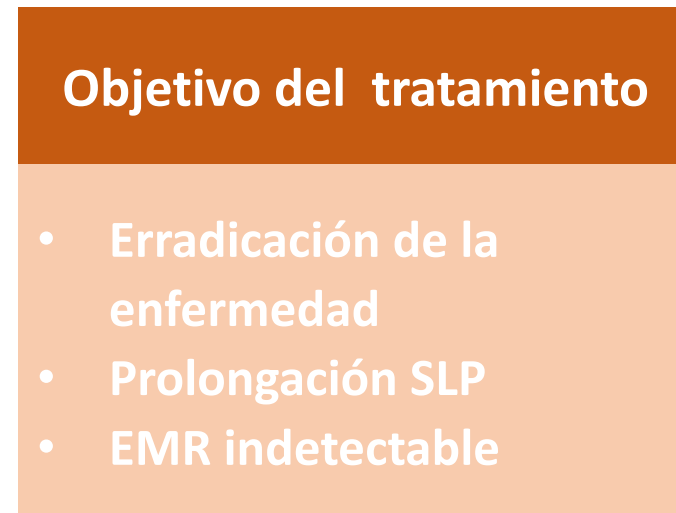 Objetivo del  tratamiento
• Erradicación de la
enfermedad
• Prolongación SLP
• EMR indetectable